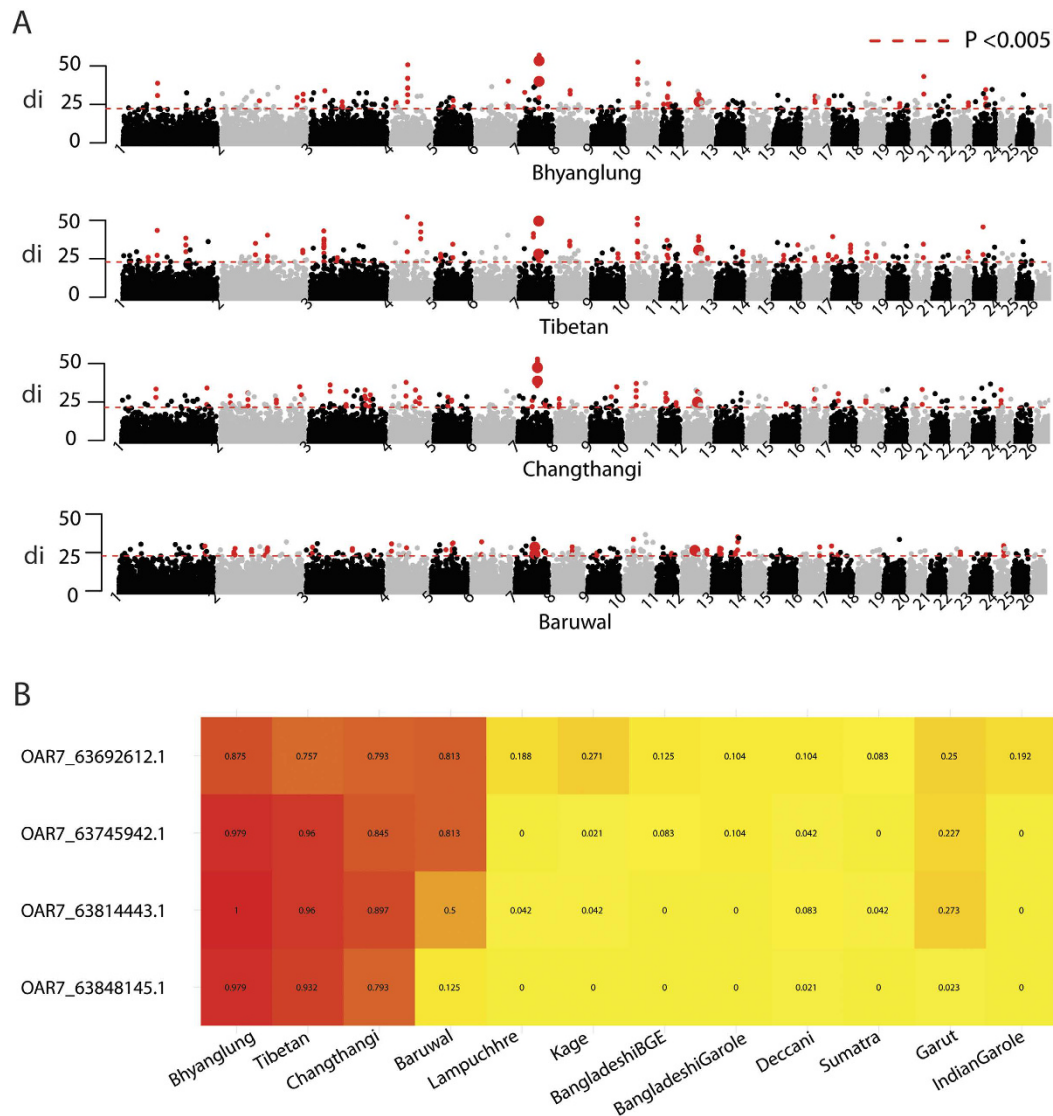 A
P <0.005
50
di 25
0
1 2 3 4 5 6 7 8 9 10 11 12 13 14 15 16 17 18 19 20 21 22 23 24 25 26
Bhyanglung
50
di 25
0
1 2 3 4 5 6 7 8 9 10 11 12 13 14 15 16 17 18 19 20 21 22 23 24 25 26
Tibetan
50
di 25
0
1 2 3 4 5 6 7 8 9 10 11 12 13 14 15 16 17 18 19 20 21 22 23 24 25 26
Changthangi
50
di 25
0
1 2 3 4 5 6 7 8 9 10 11 12 13 14 15 16 17 18 19 20 21 22 23 24 25 26
Baruwal
B
OAR7_63692612.1 0.875 0.757 0.793 0.813 0.188 0.271 0.125 0.104 0.104 0.083 0.25 0.192
OAR7_63745942.1 0.979 0.96 0.845 0.813 0 0.021 0.083 0.104 0.042 0 0.227 0
OAR7_63814443.1 1 0.96 0.897 0.5 0.042 0.042 0 0 0.083 0.042 0.273 0
OAR7_63848145.1 0.979 0.932 0.793 0.125 0 0 0 0 0.021 0 0.023 0
Bhyanglung Tibetan Changthangi Baruwal Lampuchhre Kage BangladeshiBGE BangladeshiGarole Deccani Sumatra Garut IndianGarole